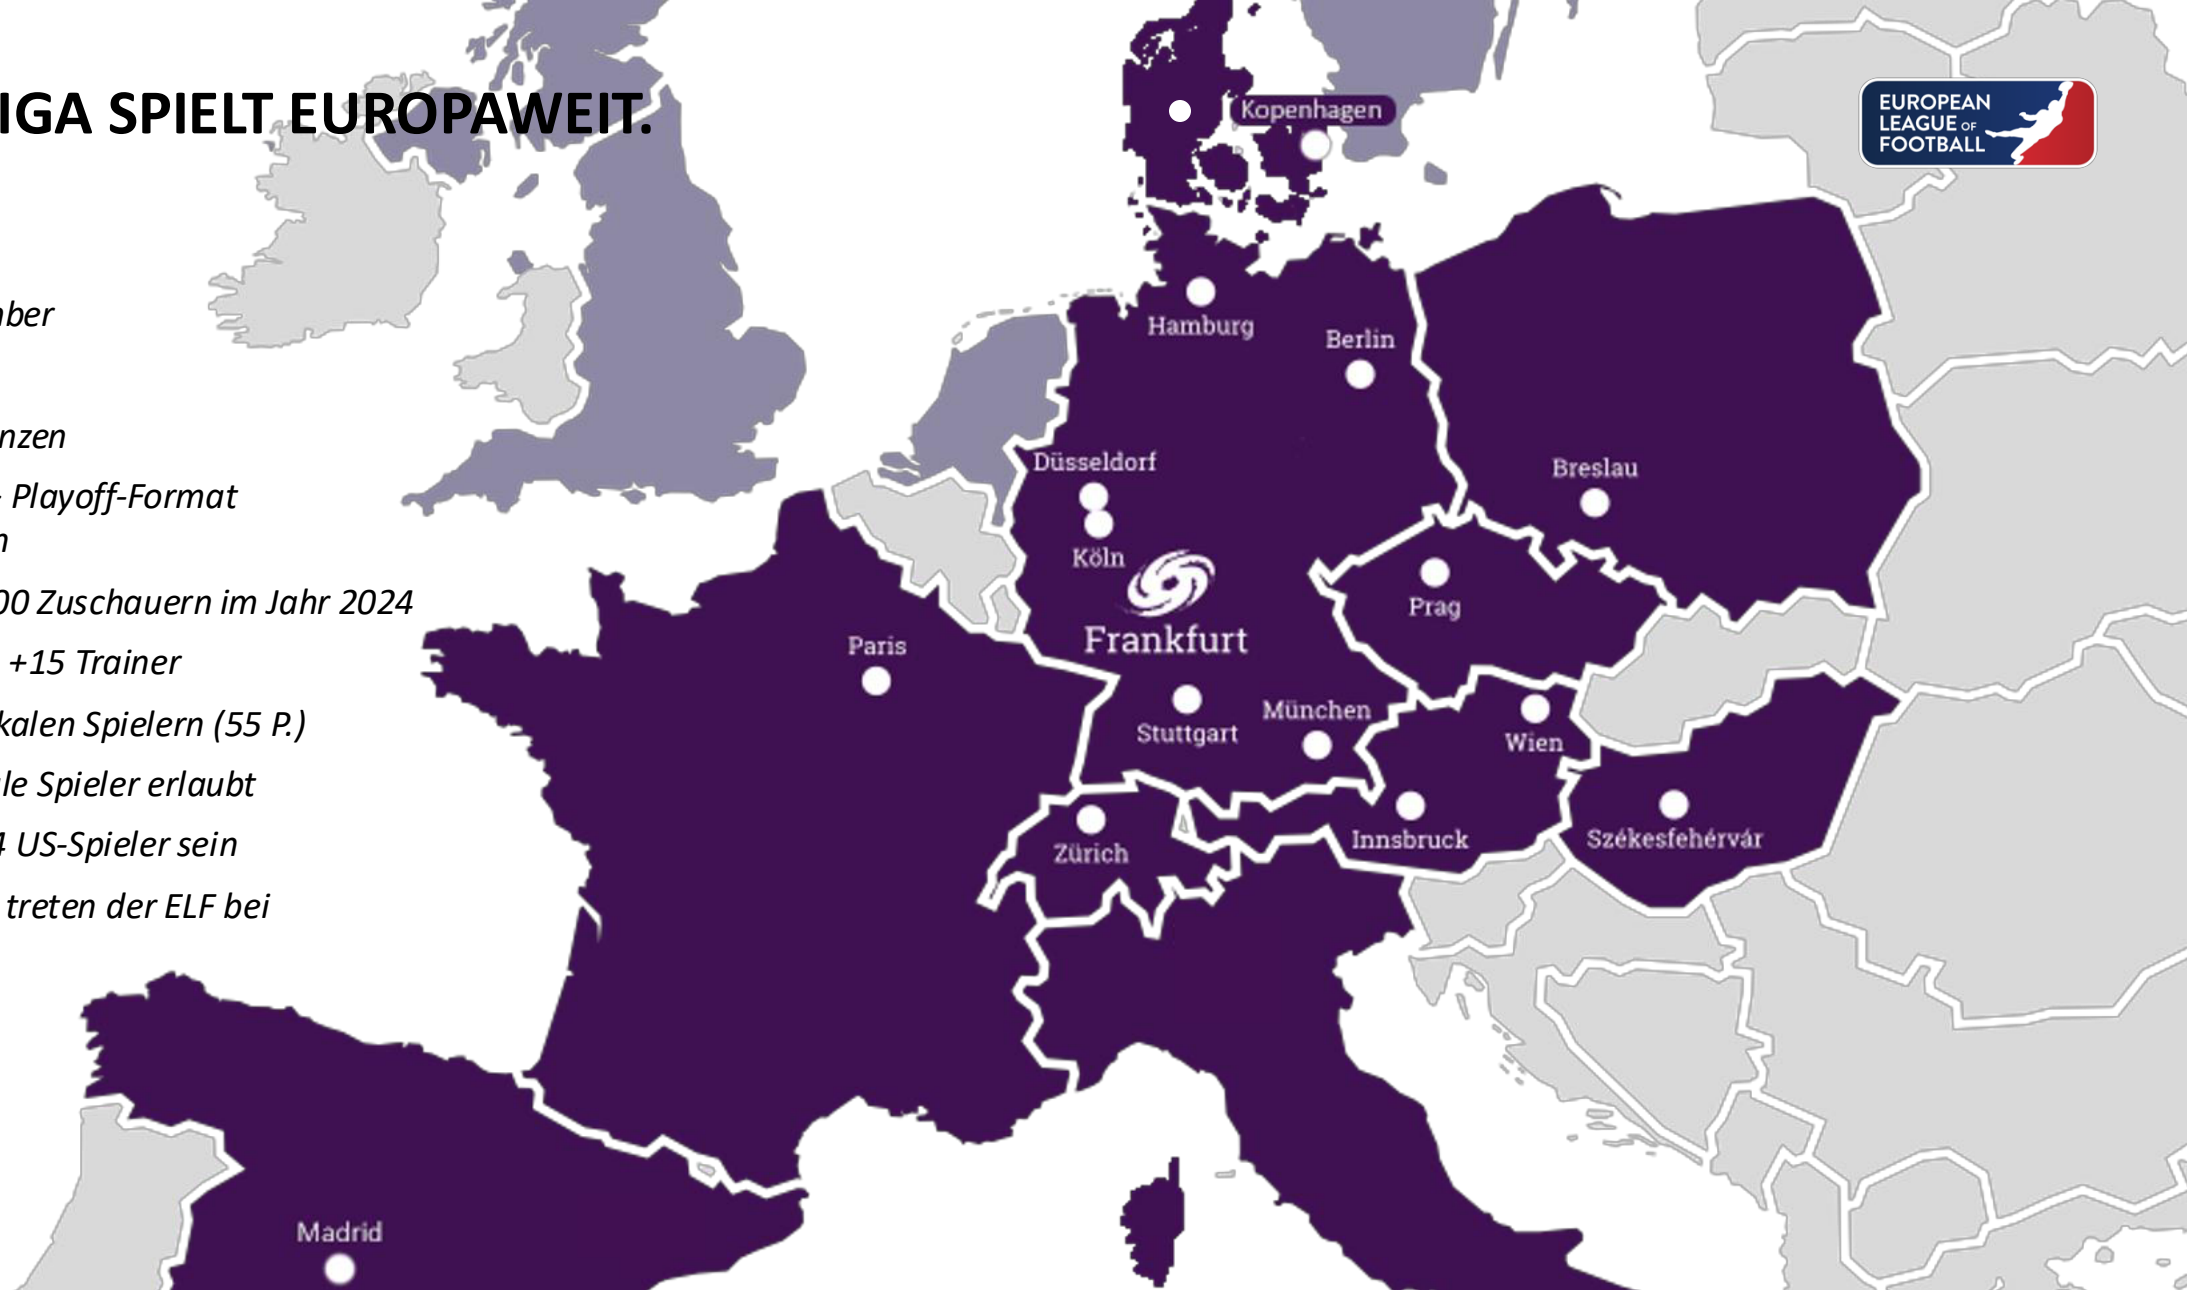 IGA SPIELT EUROPAWEIT.
EUROPEAN
LEAGUE OF
FOOTBALL
Kopenhagen
nber
nzen
Playoff-Format
n
00 Zuschauern im Jahr 2024
+15 Trainer
kalen Spielern (55 P.)
le Spieler erlaubt
4 US-Spieler sein
treten der ELF bei
Hamburg
Berlin
Düsseldorf
Breslau
Köln
Prag
Frankfurt
Paris
München
Stuttgart
Wien
Innsbruck
Székesfehérvár
Zürich
Madrid